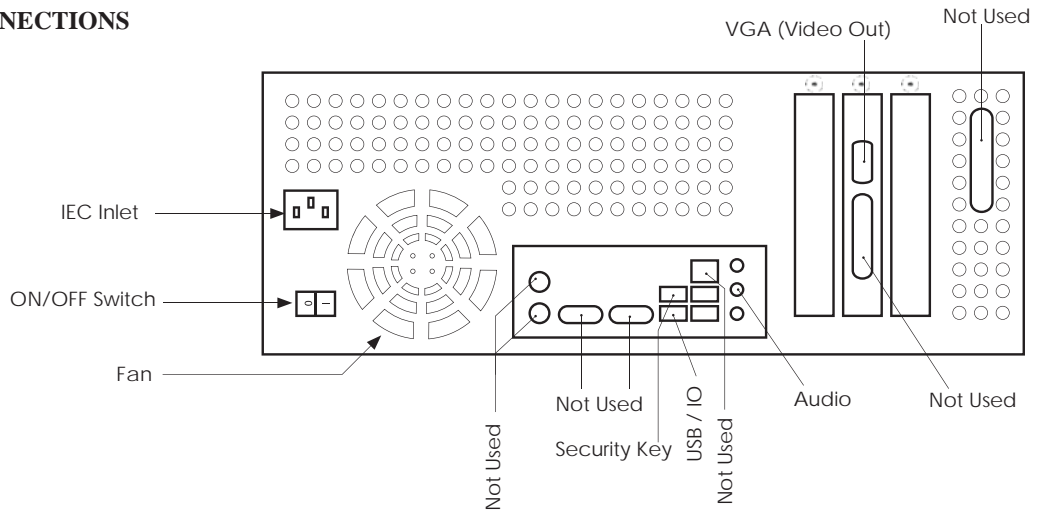 NECTIONS
Not Used
VGA (Video Out)
IEC Inlet
ON/OFF Switch
0 |
Fan
Not Used
Not Used
Security Key
USB / IO
Not Used
Audio
Not Used